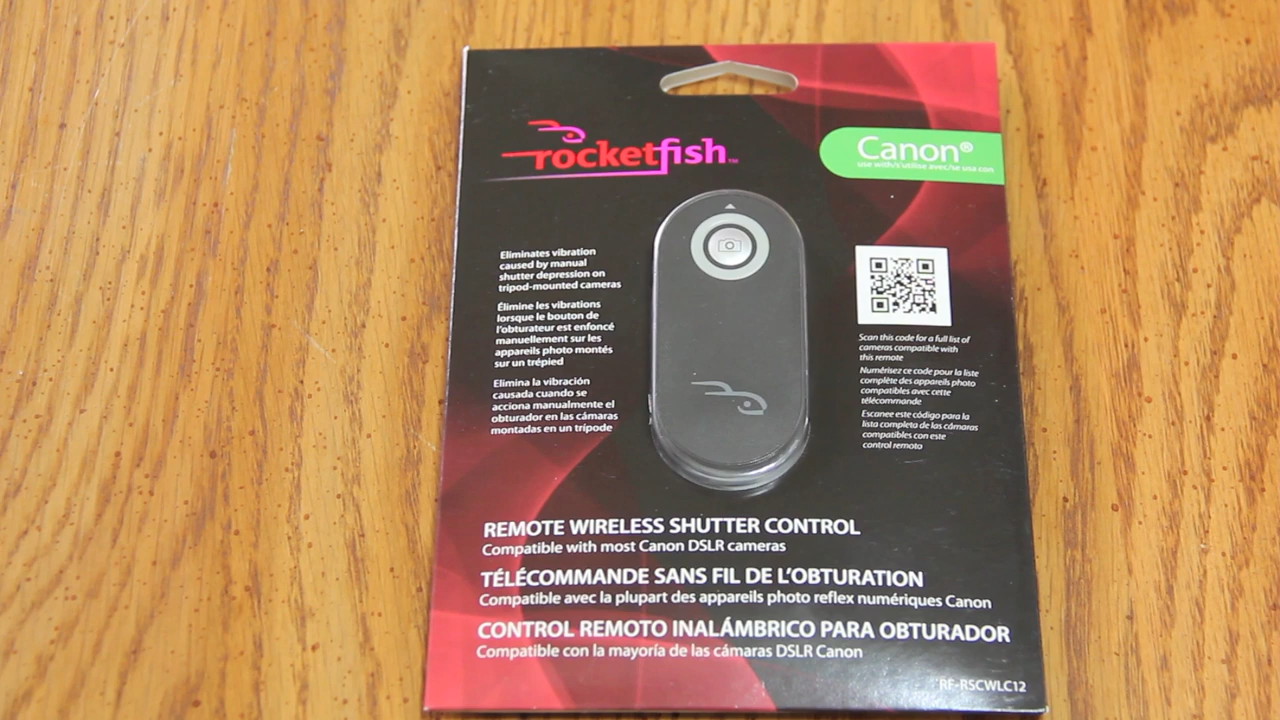 rocketfish™
Canon®
use with/s'utilise avec/se usa con
Eliminates vibration
caused by manual
shutter depression on
tripod-mounted cameras
Élimine les vibrations
lorsque le bouton de
l'obturateur est enfoncé
manuellement sur les
appareils photo montés
sur un trépied
Elimina la vibración
causada cuando se
acciona manualmente el
obturador en las cámaras
montadas en un trípode
Scan this code for a full list of
cameras compatible with
this remote
Numérisez ce code pour la liste
complète des appareils photo
compatibles avec cette
télécommande
Escanee este código para la
lista completa de las cámaras
compatibles con este
control remoto
REMOTE WIRELESS SHUTTER CONTROL
Compatible with most Canon DSLR cameras
TÉLÉCOMMANDE SANS FIL DE L'OBTURATION
Compatible avec la plupart des appareils photo reflex numériques Canon
CONTROL REMOTO INALÁMBRICO PARA OBTURADOR
Compatible con la mayoría de las cámaras DSLR Canon
RF-RSCWLC12